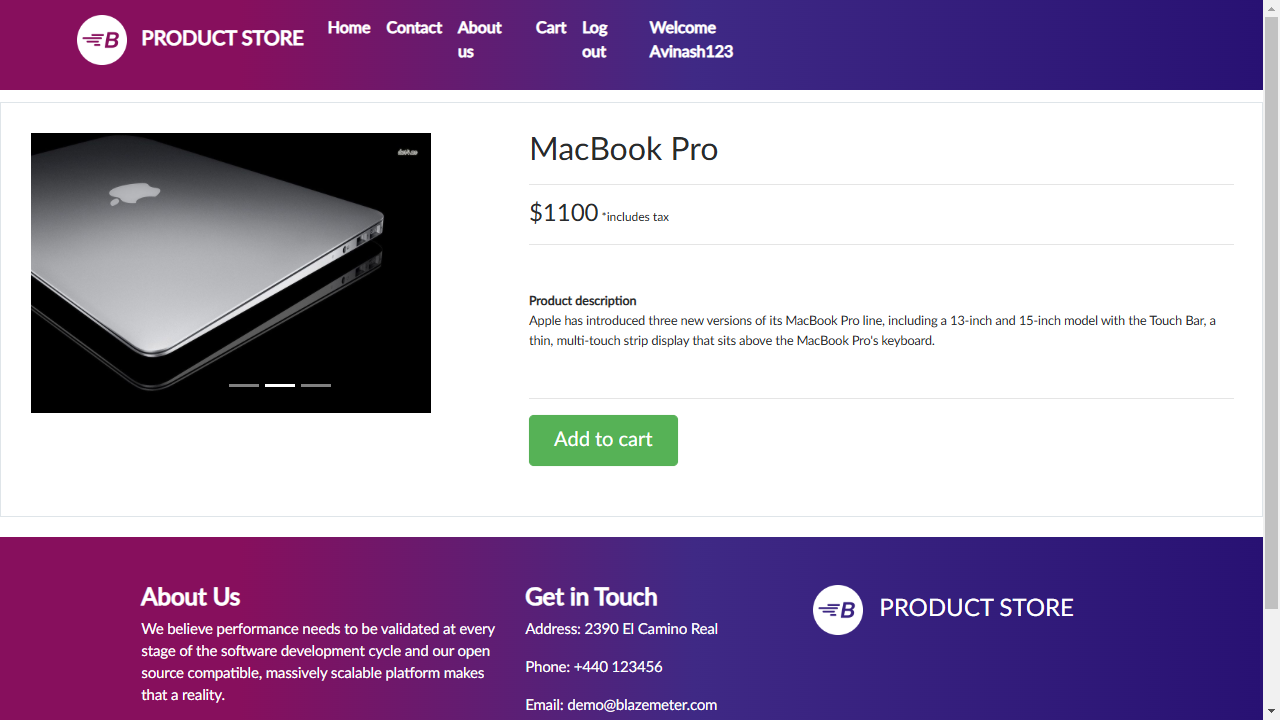 B PRODUCT STORE
Home
Contact
About
us
Cart
Log
out
Welcome
Avinash123
MacBook Pro
$1100 *includes tax
Product description
Apple has introduced three new versions of its MacBook Pro line, including a 13-inch and 15-inch model with the Touch Bar, a
thin, multi-touch strip display that sits above the MacBook Pro's keyboard.
Add to cart
About Us
We believe performance needs to be validated at every
stage of the software development cycle and our open
source compatible, massively scalable platform makes
that a reality.
Get in Touch
Address: 2390 El Camino Real
Phone: +440 123456
Email: demo@blazemeter.com
B PRODUCT STORE